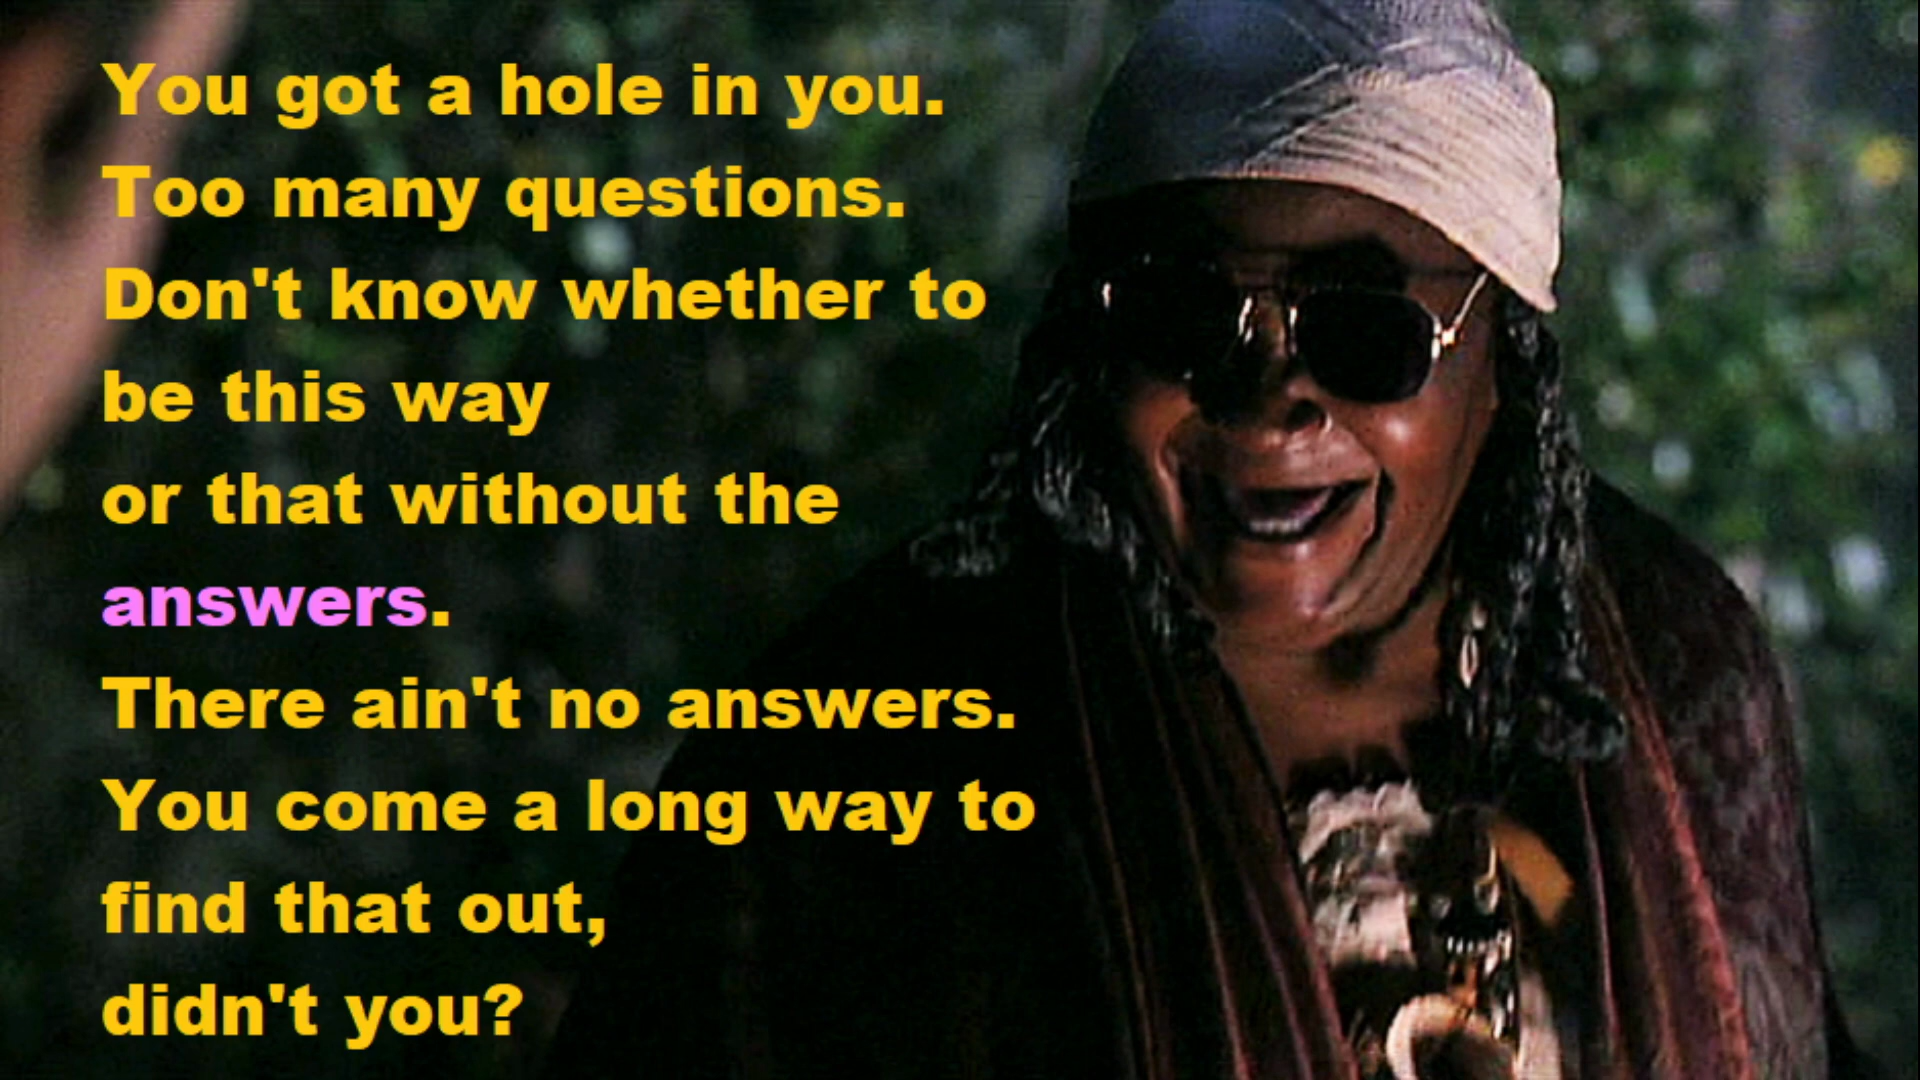 You got a hole in you.
Too many questions.
Don't know whether to
be this way
or that without the
answers.
There ain't no answers.
You come a long way to
find that out,
didn't you?